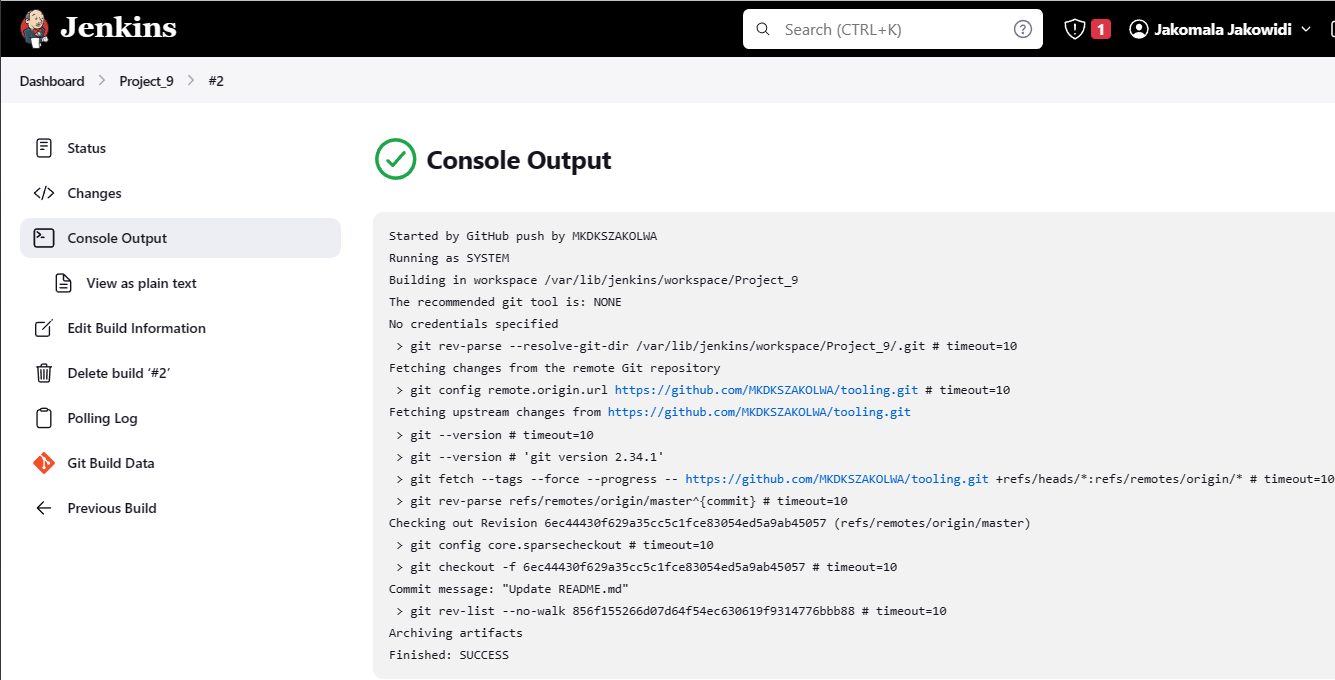 Jenkins
Search (CTRL+K)
1
Jakomala Jakowidi
Dashboard > Project_9 > #2
Status
Changes
Console Output
View as plain text
Edit Build Information
Delete build ‘#2’
Polling Log
Git Build Data
Previous Build
Console Output
Started by GitHub push by MKDKSZAKOLWA
Running as SYSTEM
Building in workspace /var/lib/jenkins/workspace/Project_9
The recommended git tool is: NONE
No credentials specified
> git rev-parse --resolve-git-dir /var/lib/jenkins/workspace/Project_9/.git # timeout=10
Fetching changes from the remote Git repository
> git config remote.origin.url https://github.com/MKDKSZAKOLWA/tooling.git # timeout=10
Fetching upstream changes from https://github.com/MKDKSZAKOLWA/tooling.git
> git --version # timeout=10
> git --version # 'git version 2.34.1'
> git fetch --tags --force --progress -- https://github.com/MKDKSZAKOLWA/tooling.git +refs/heads/*:refs/remotes/origin/* # timeout=10
> git rev-parse refs/remotes/origin/master^{commit} # timeout=10
Checking out Revision 6ec44430f629a35cc5c1fce83054ed5a9ab45057 (refs/remotes/origin/master)
> git config core.sparsecheckout # timeout=10
> git checkout -f 6ec44430f629a35cc5c1fce83054ed5a9ab45057 # timeout=10
Commit message: "Update README.md"
> git rev-list --no-walk 856f155266d07d64f54ec630619f9314776bbb88 # timeout=10
Archiving artifacts
Finished: SUCCESS